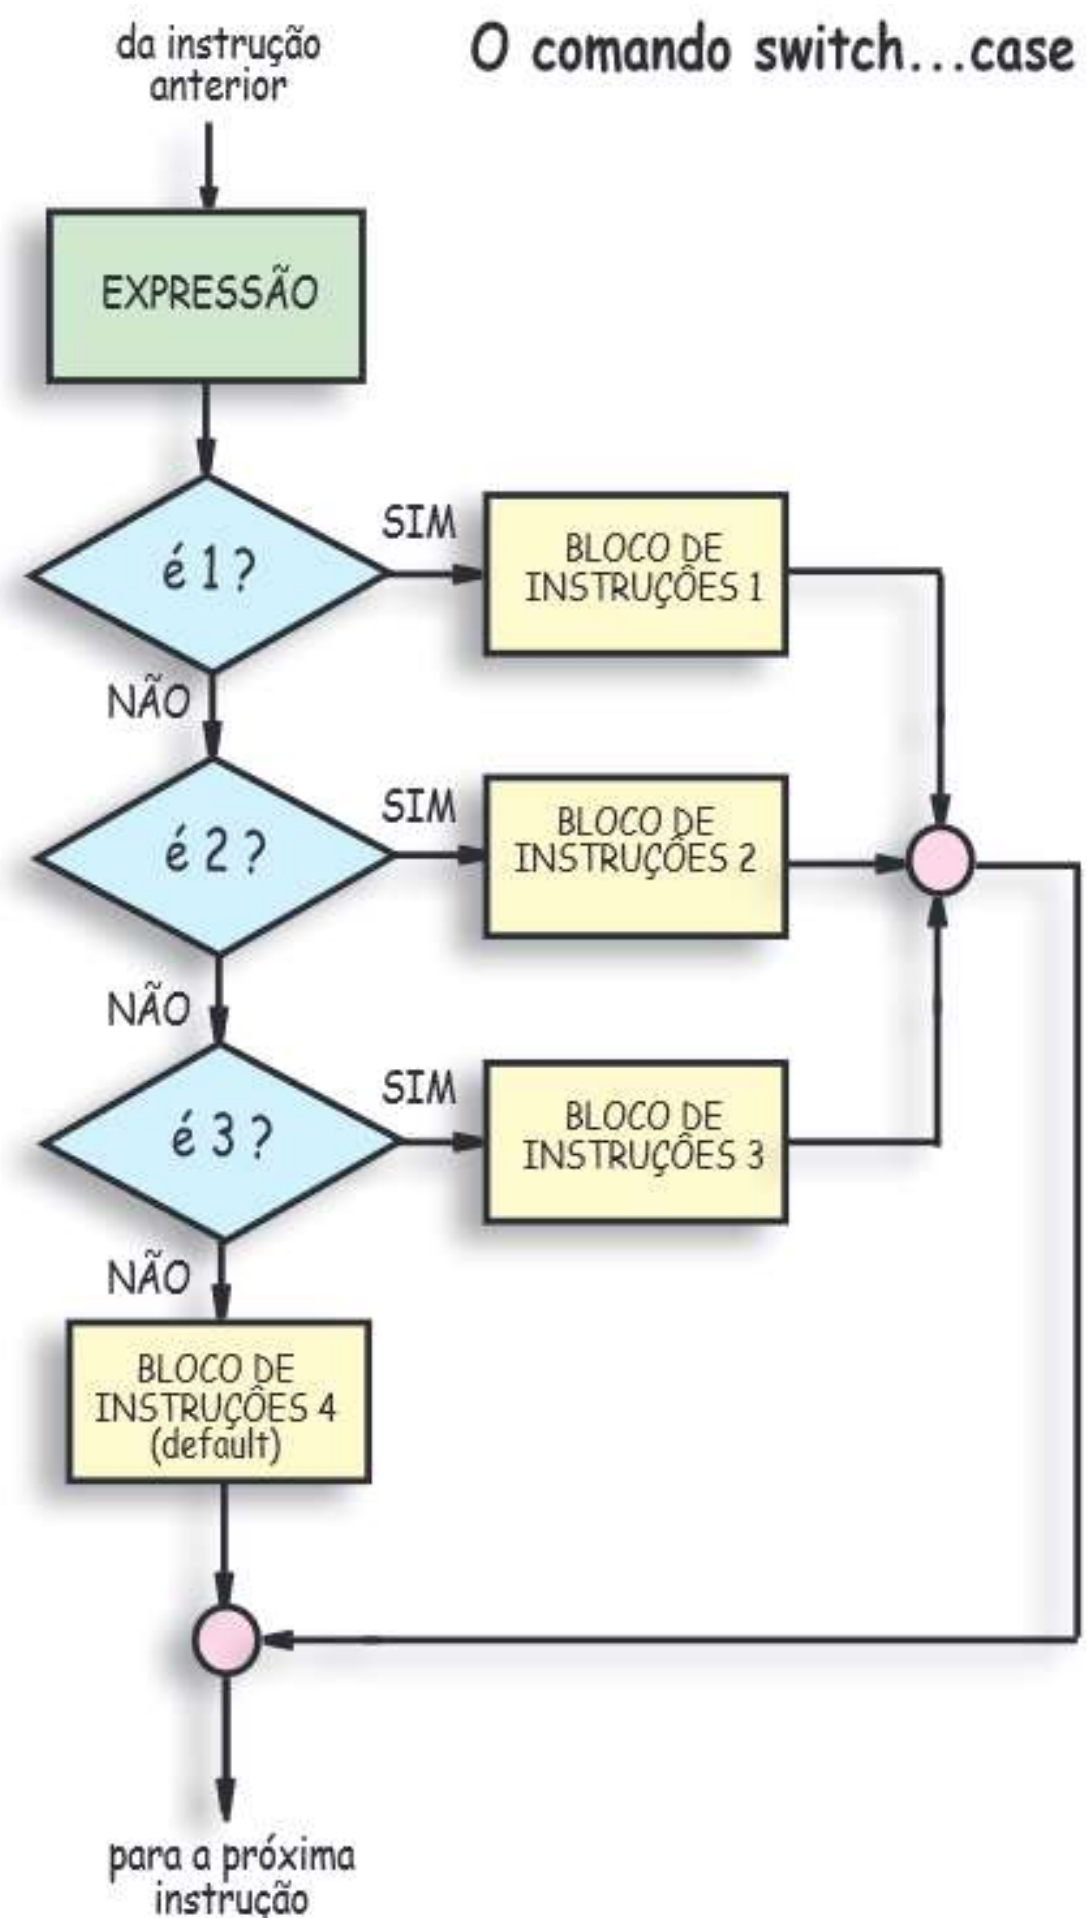 da instrução
anterior
O comando switch...case
EXPRESSÃO
é 1 ?
SIM
BLOCO DE
INSTRUÇÕES 1
NÃO
é 2 ?
SIM
BLOCO DE
INSTRUÇÕES 2
NÃO
é 3 ?
SIM
BLOCO DE
INSTRUÇÕES 3
NÃO
BLOCO DE
INSTRUÇÕES 4
(default)
para a próxima
instrução